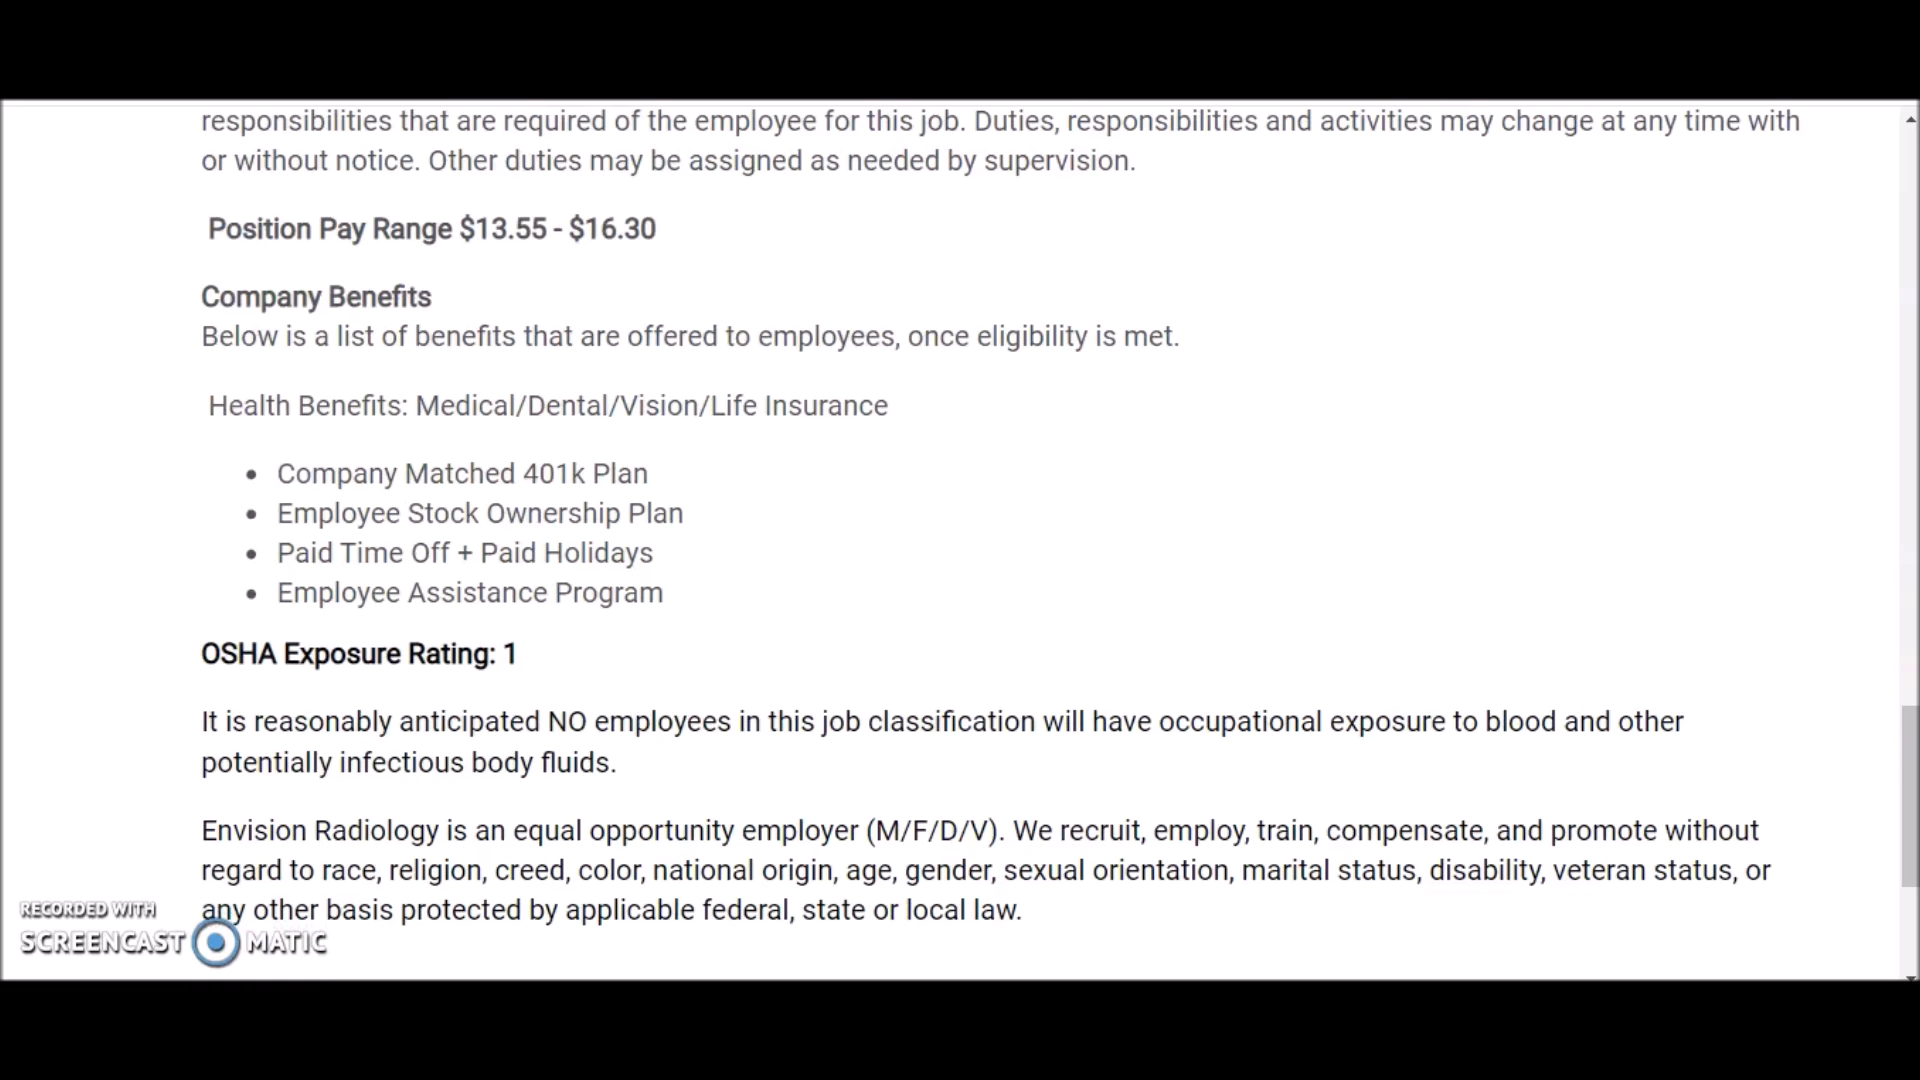 responsibilities that are required of the employee for this job. Duties, responsibilities and activities may change at any time with
or without notice. Other duties may be assigned as needed by supervision.
Position Pay Range $13.55 - $16.30
Company Benefits
Below is a list of benefits that are offered to employees, once eligibility is met.
Health Benefits: Medical/Dental/Vision/Life Insurance
• Company Matched 401k Plan
• Employee Stock Ownership Plan
• Paid Time Off + Paid Holidays
• Employee Assistance Program
OSHA Exposure Rating: 1
It is reasonably anticipated NO employees in this job classification will have occupational exposure to blood and other
potentially infectious body fluids.
Envision Radiology is an equal opportunity employer (M/F/D/V). We recruit, employ, train, compensate, and promote without
regard to race, religion, creed, color, national origin, age, gender, sexual orientation, marital status, disability, veteran status, or
any other basis protected by applicable federal, state or local law.
RECORDED WITH
SCREENCAST MATIC